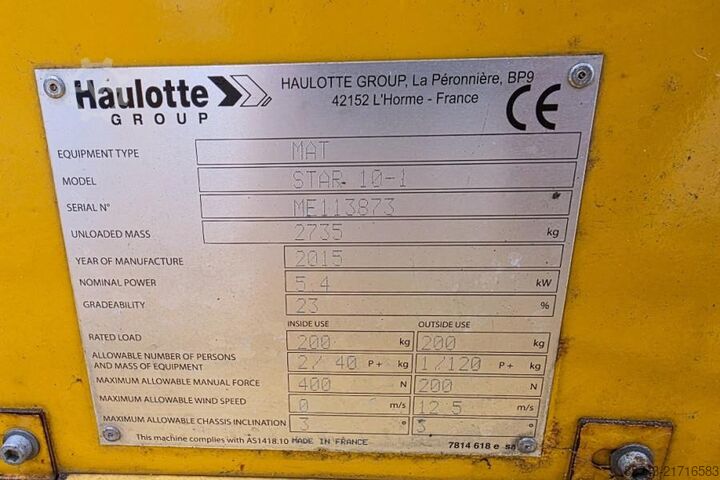 Haulotte
GROUP
HAULOTTE GROUP, La Péronnière, BP9
42152 L'Horme - France
CE
EQUIPMENT TYPE MAT
MODEL STAR 10-1
SERIAL N° ME113873
UNLOADED MASS 2735 kg
YEAR OF MANUFACTURE 2015
NOMINAL POWER 5.4 kW
GRADEABILITY 23 %
INSIDE USE OUTSIDE USE
RATED LOAD 200 kg 200 kg
ALLOWABLE NUMBER OF PERSONS
AND MASS OF EQUIPMENT 2/ 40 P + kg 1/120 P + kg
MAXIMUM ALLOWABLE MANUAL FORCE 400 N 200 N
MAXIMUM ALLOWABLE WIND SPEED 0 m/s 12.5 m/s
MAXIMUM ALLOWABLE CHASSIS INCLINATION 3 ° 3 °
This machine complies with AS1418.10 MADE IN FRANCE 7814 618 e